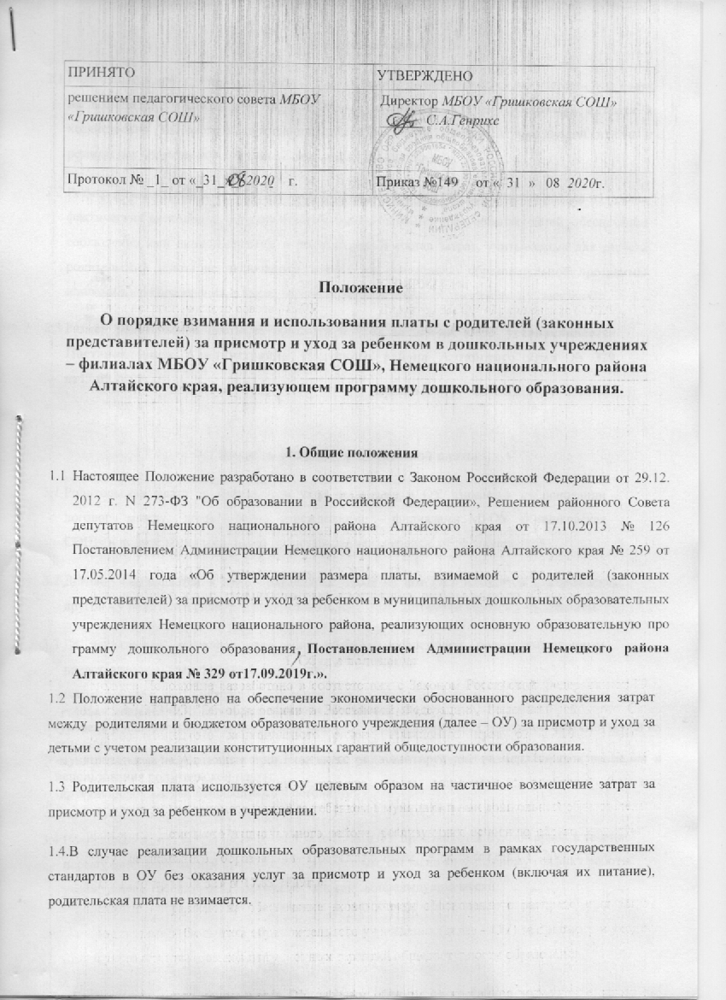 ПРИНЯТО
УТВЕРЖДЕНО
решением педагогического совета МБОУ
«Гришковская СОШ»
Директор МБОУ «Гришковская СОШ»
С.А.Генрихс
Протокол № _1_ от «_31_» 08 2020 г.
Приказ №149 от « 31 » 08 2020г.
Положение
О порядке взимания и использования платы с родителей (законных
представителей) за присмотр и уход за ребенком в дошкольных учреждениях
– филиалах МБОУ «Гришковская СОШ», Немецкого национального района
Алтайского края, реализующем программу дошкольного образования.
1. Общие положения
1.1 Настоящее Положение разработано в соответствии с Законом Российской Федерации от 29.12.
2012 г. N 273-ФЗ "Об образовании в Российской Федерации», Решением районного Совета
депутатов Немецкого национального района Алтайского края от 17.10.2013 № 126
Постановлением Администрации Немецкого национального района Алтайского края № 259 от
17.05.2014 года «Об утверждении размера платы, взимаемой с родителей (законных
представителей) за присмотр и уход за ребенком в муниципальных дошкольных образовательных
учреждениях Немецкого национального района, реализующих основную образовательную про
грамму дошкольного образования, Постановлением Администрации Немецкого района
Алтайского края № 329 от17.09.2019г.».
1.2 Положение направлено на обеспечение экономически обоснованного распределения затрат
между родителями и бюджетом образовательного учреждения (далее – ОУ) за присмотр и уход за
детьми с учетом реализации конституционных гарантий общедоступности образования.
1.3 Родительская плата используется ОУ целевым образом на частичное возмещение затрат за
присмотр и уход за ребенком в учреждении.
1.4.В случае реализации дошкольных образовательных программ в рамках государственных
стандартов в ОУ без оказания услуг за присмотр и уход за ребенком (включая их питание),
родительская плата не взимается.